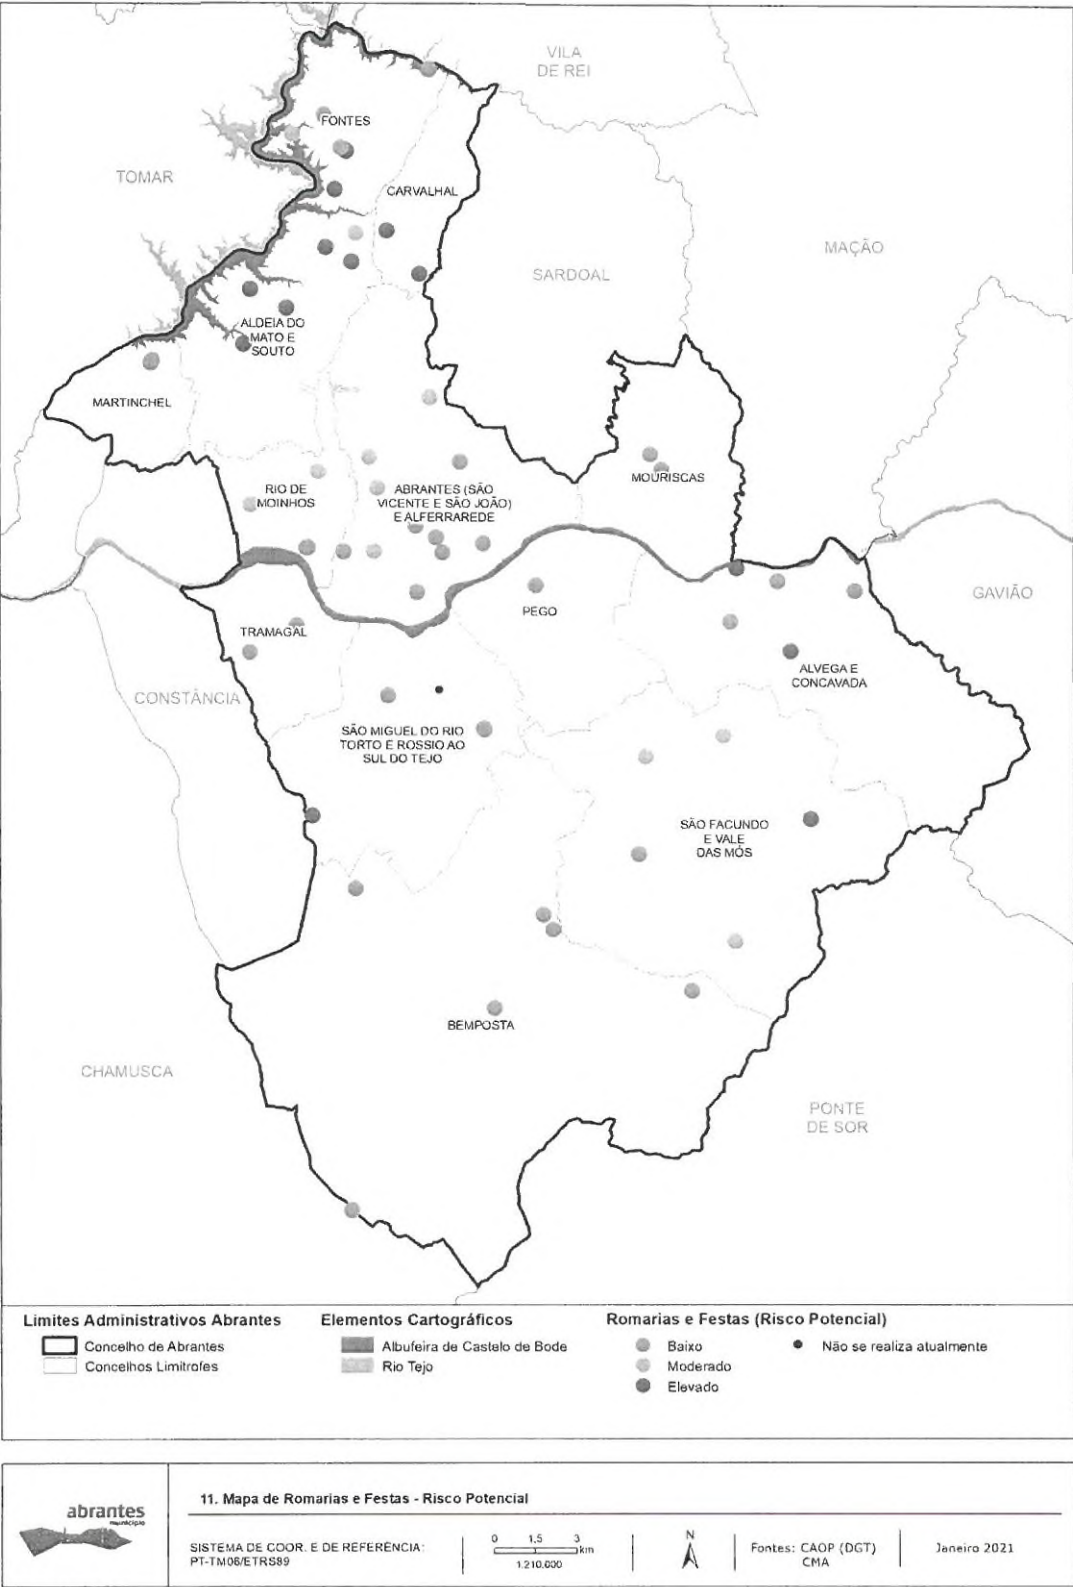 VILA
DE REI
FONTES
TOMAR
CARVALHAL
MAÇÃO
SARDOAL
ALDEIA DO
MATO E
SOUTO
MARTINCHEL
MOURISCAS
RIO DE
MOINHOS
ABRANTES (SÃO
VICENTE E SÃO JOÃO)
E ALFERRAREDE
GAVIÃO
PEGO
TRAMAGAL
ALVEGA E
CONCAVADA
CONSTÂNCIA
SÃO MIGUEL DO RIO
TORTO E ROSSIO AO
SUL DO TEJO
SÃO FACUNDO
E VALE
DAS MÓS
BEMPOSTA
CHAMUSCA
PONTE
DE SOR
Limites Administrativos Abrantes
Concelho de Abrantes
Concelhos Limitrofes
Elementos Cartográficos
Albufeira de Castelo de Bode
Rio Tejo
Romarias e Festas (Risco Potencial)
Baixo
Moderado
Elevado
Não se realiza atualmente
abrantes
município
11. Mapa de Romarias e Festas - Risco Potencial
SISTEMA DE COOR. E DE REFERÊNCIA:
PT-TM06/ETRS89
0 1,5 3
km
1:210.000
N
Fontes: CAOP (DGT)
CMA
Janeiro 2021